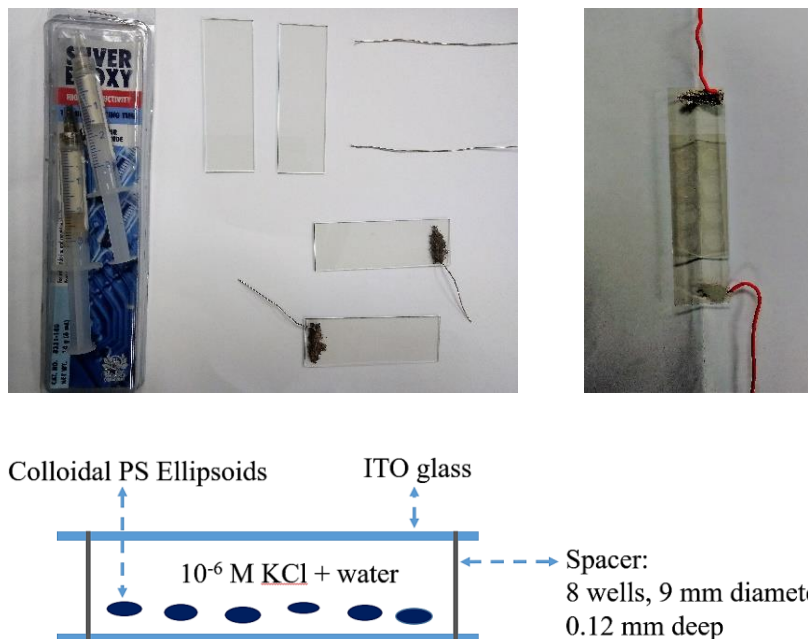 SILVER
EPOXY
Colloidal PS Ellipsoids
ITO glass
10⁻⁶ M KCl + water
Spacer:
8 wells, 9 mm diamete
0.12 mm deep